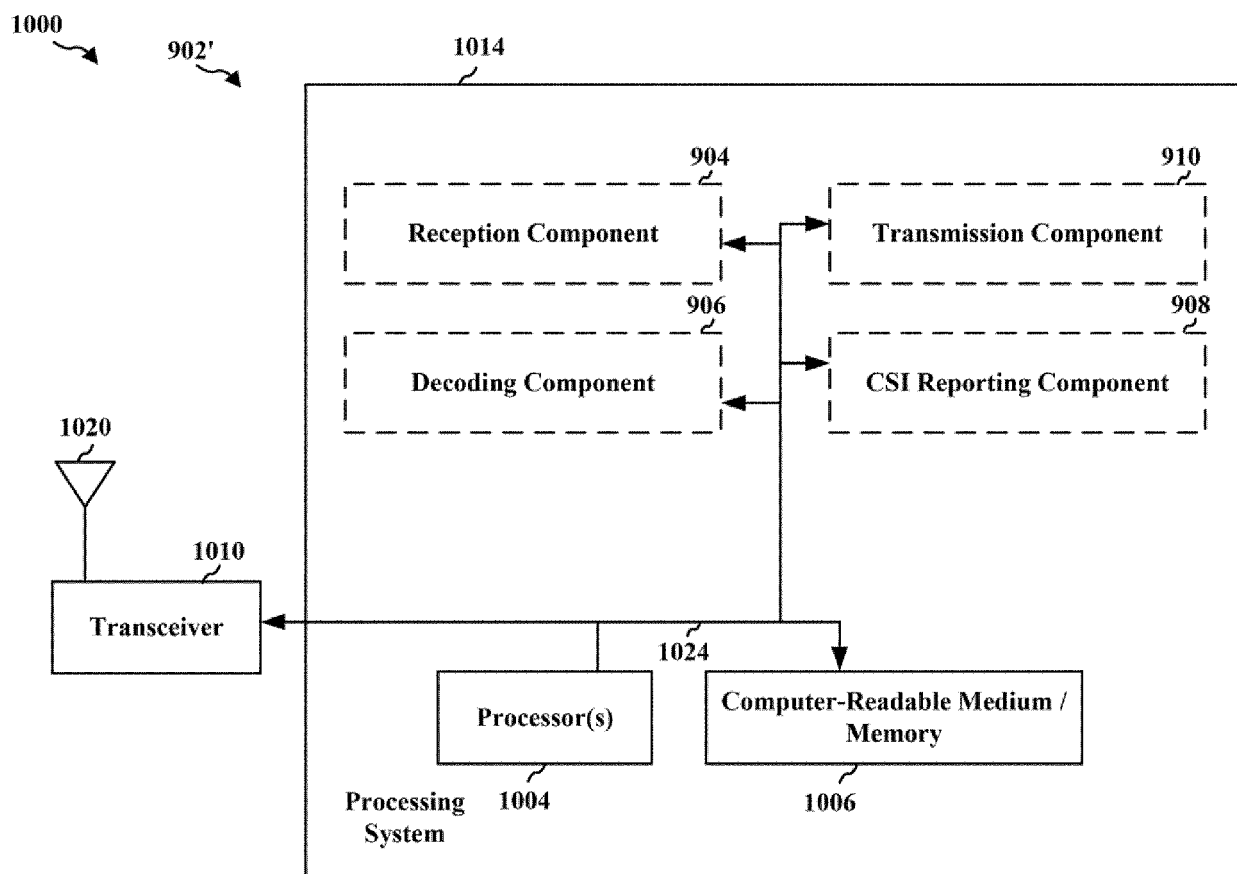 1000
902'
1014
904
910
Reception Component
Transmission Component
906
908
Decoding Component
CSI Reporting Component
1020
1010
Transceiver
1024
Processor(s)
Computer-Readable Medium /
Memory
1004
1006
Processing
System